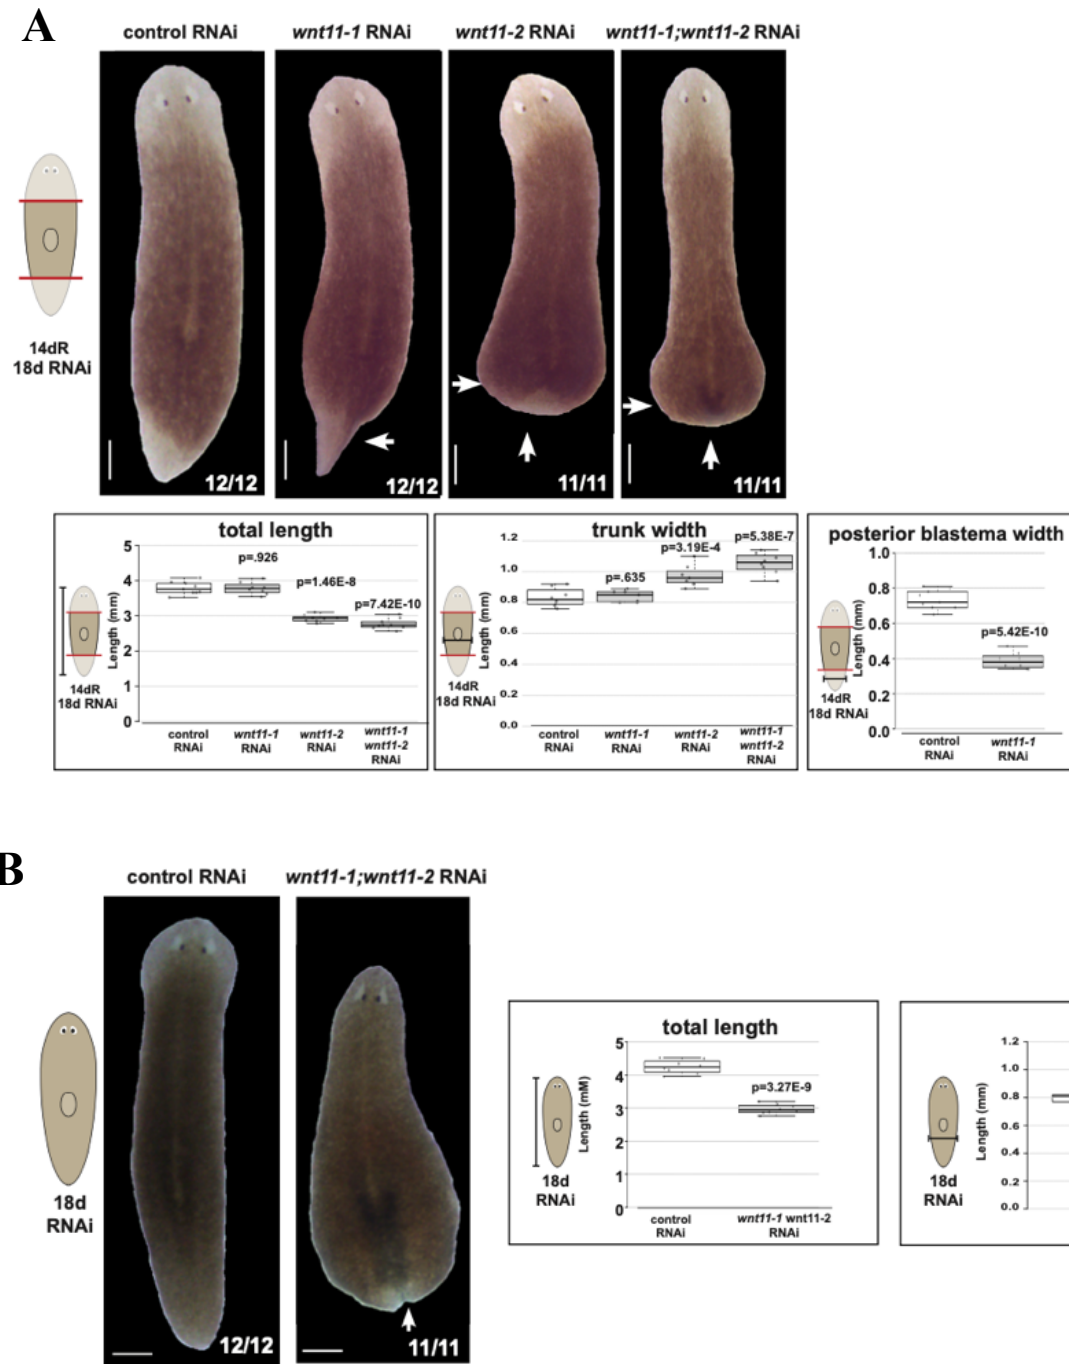 A
control RNAi
wnt11-1 RNAi
wnt11-2 RNAi
wnt11-1;wnt11-2 RNAi
14dR
18d RNAi
12/12
12/12
11/11
11/11
total length
5
4
3
2
1
0
Length (mm)
p=.926
p=1.46E-8
p=7.42E-10
14dR
18d RNAi
control
RNAi
wnt11-1
RNAi
wnt11-2
RNAi
wnt11-1
wnt11-2
RNAi
trunk width
1.2
1.0
0.8
0.6
0.4
0.2
0.0
Length (mm)
p=.635
p=3.19E-4
p=5.38E-7
14dR
18d RNAi
control
RNAi
wnt11-1
RNAi
wnt11-2
RNAi
wnt11-1
wnt11-2
RNAi
posterior blastema width
1.0
0.8
0.6
0.4
0.2
0.0
Length (mm)
p=5.42E-10
14dR
18d RNAi
control
RNAi
wnt11-1
RNAi
B
control RNAi
wnt11-1;wnt11-2 RNAi
18d
RNAi
12/12
11/11
total length
5
4
3
2
1
0
Length (mM)
p=3.27E-9
18d
RNAi
control
RNAi
wnt11-1 wnt11-2
RNAi
1.2
1.0
0.8
0.6
0.4
0.2
0.0
Length (mm)
18d
RNAi